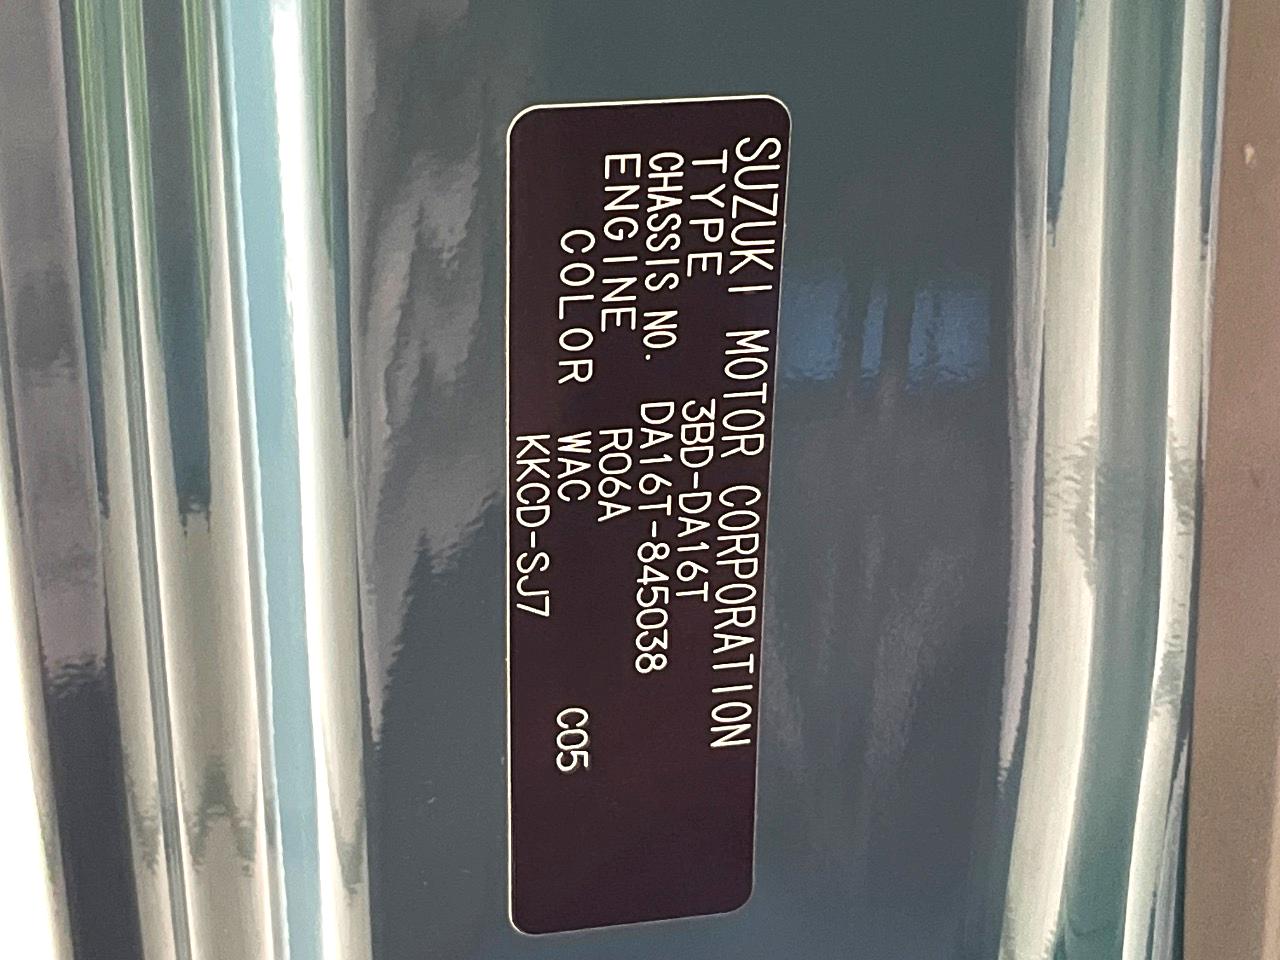 SUZUKI MOTOR CORPORATION
TYPE 3BD-DA16T
CHASSIS NO. DA16T-845038
ENGINE R06A
COLOR WAC C05
KKCD-SJ7